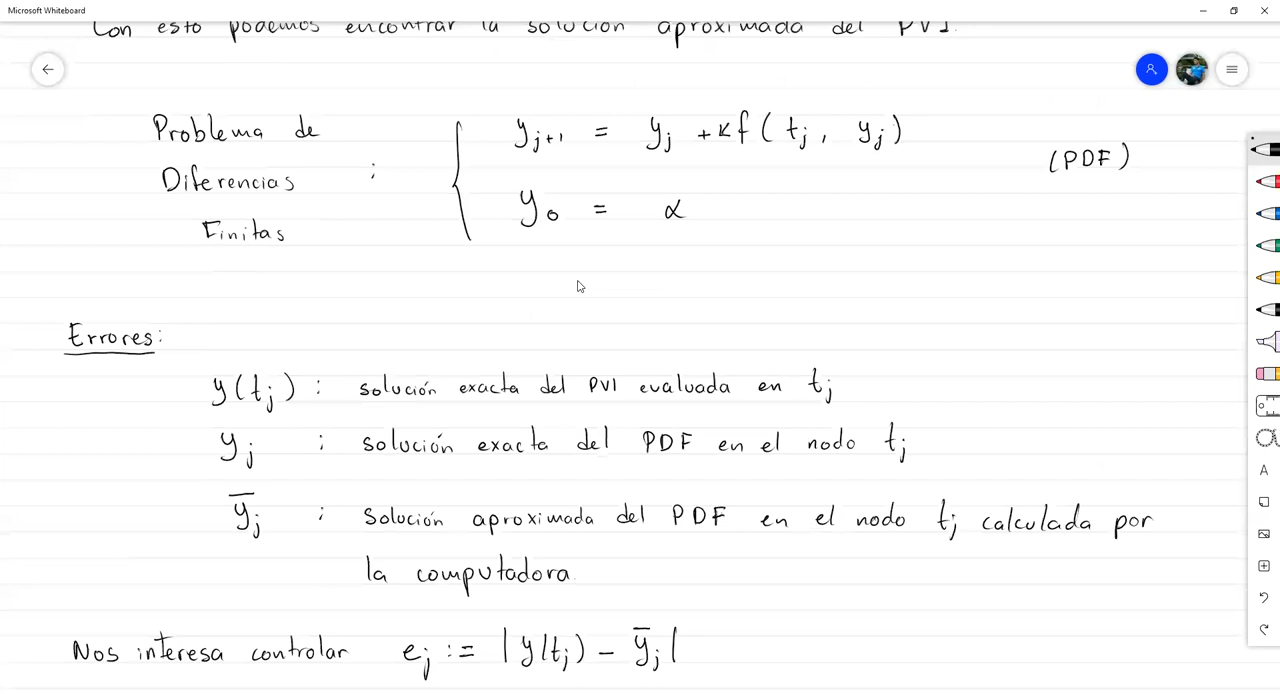 Microsoft Whiteboard
Con esto podemos encontrar la solución aproximada del PVI.
Problema de Diferencias Finitas :
y_{j+1} = y_j + k f ( t_j , y_j )
y_0 = α
(PDF)
Errores:
y(t_j) : solución exacta del PVI evaluada en t_j
y_j : solución exacta del PDF en el nodo t_j
ȳ_j : solución aproximada del PDF en el nodo t_j calculada por
la computadora.
Nos interesa controlar e_j := | y(t_j) - ȳ_j |
A